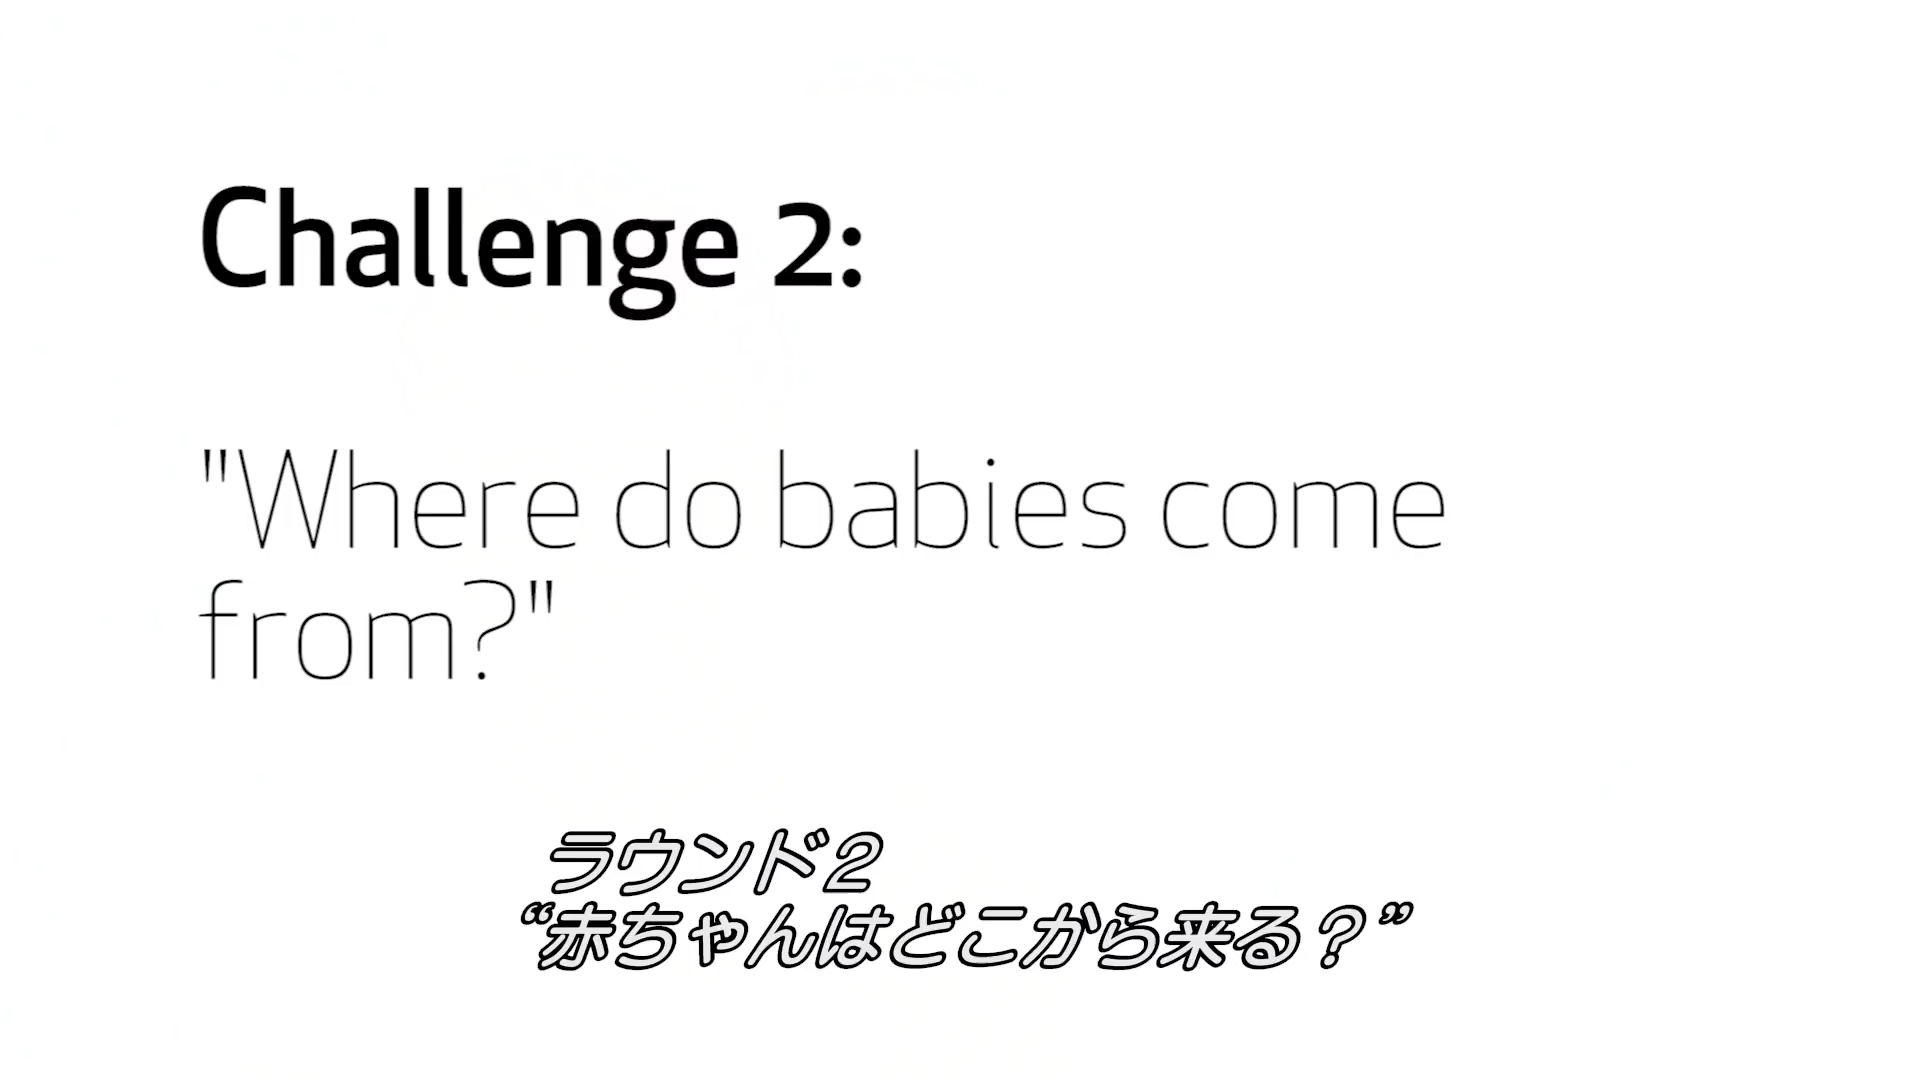 Challenge 2:
"Where do babies come
from?"
ラウンド２
“赤ちゃんはどこから来る？”